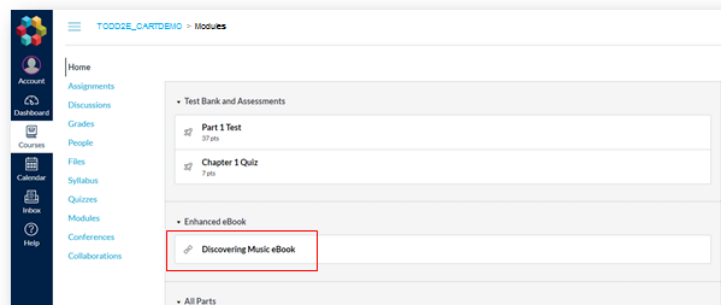 TODD2E_CARTDEMO > Modules
Account
Dashboard
Courses
Calendar
Inbox
Help
Home
Assignments
Discussions
Grades
People
Files
Syllabus
Quizzes
Modules
Conferences
Collaborations
Test Bank and Assessments
Part 1 Test
37 pts
Chapter 1 Quiz
7 pts
Enhanced eBook
Discovering Music eBook
All Parts